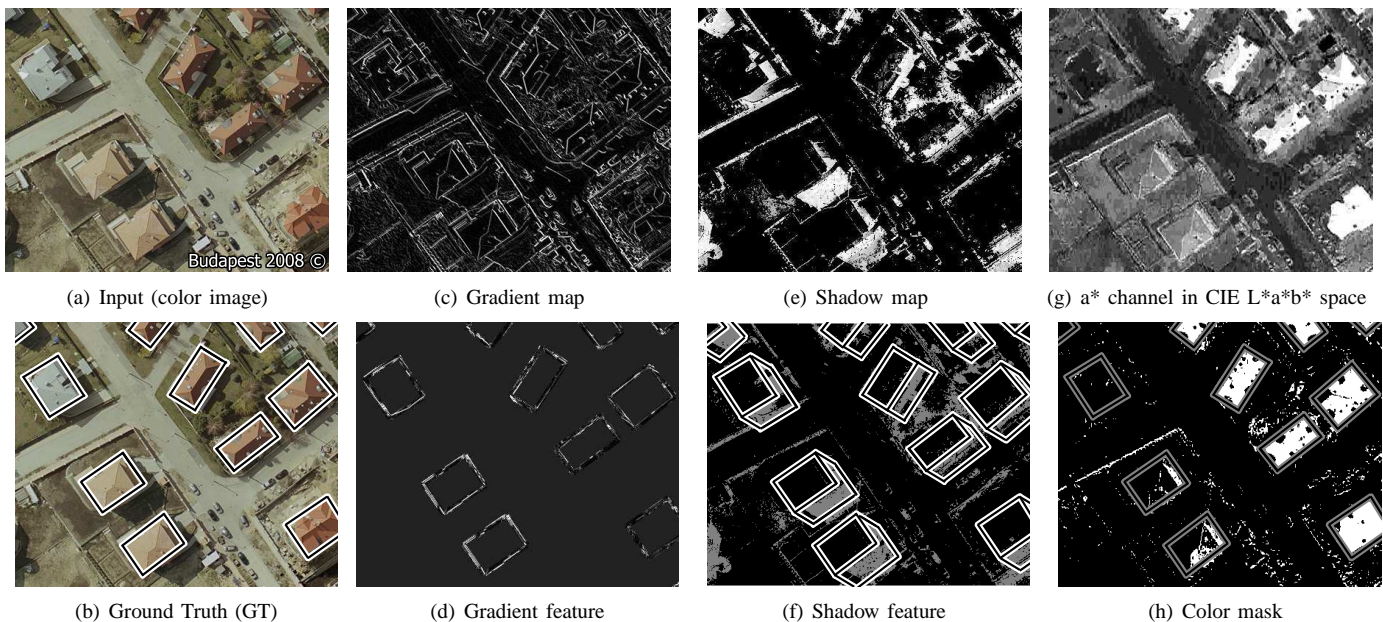 Budapest 2008 ©
(a) Input (color image)
(c) Gradient map
(e) Shadow map
(g) a* channel in CIE L*a*b* space
(b) Ground Truth (GT)
(d) Gradient feature
(f) Shadow feature
(h) Color mask